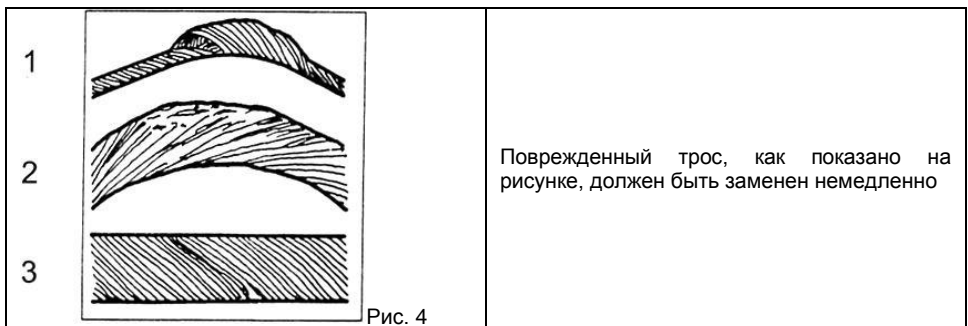 1
2
3
Рис. 4
Поврежденный трос, как показано на
рисунке, должен быть заменен немедленно